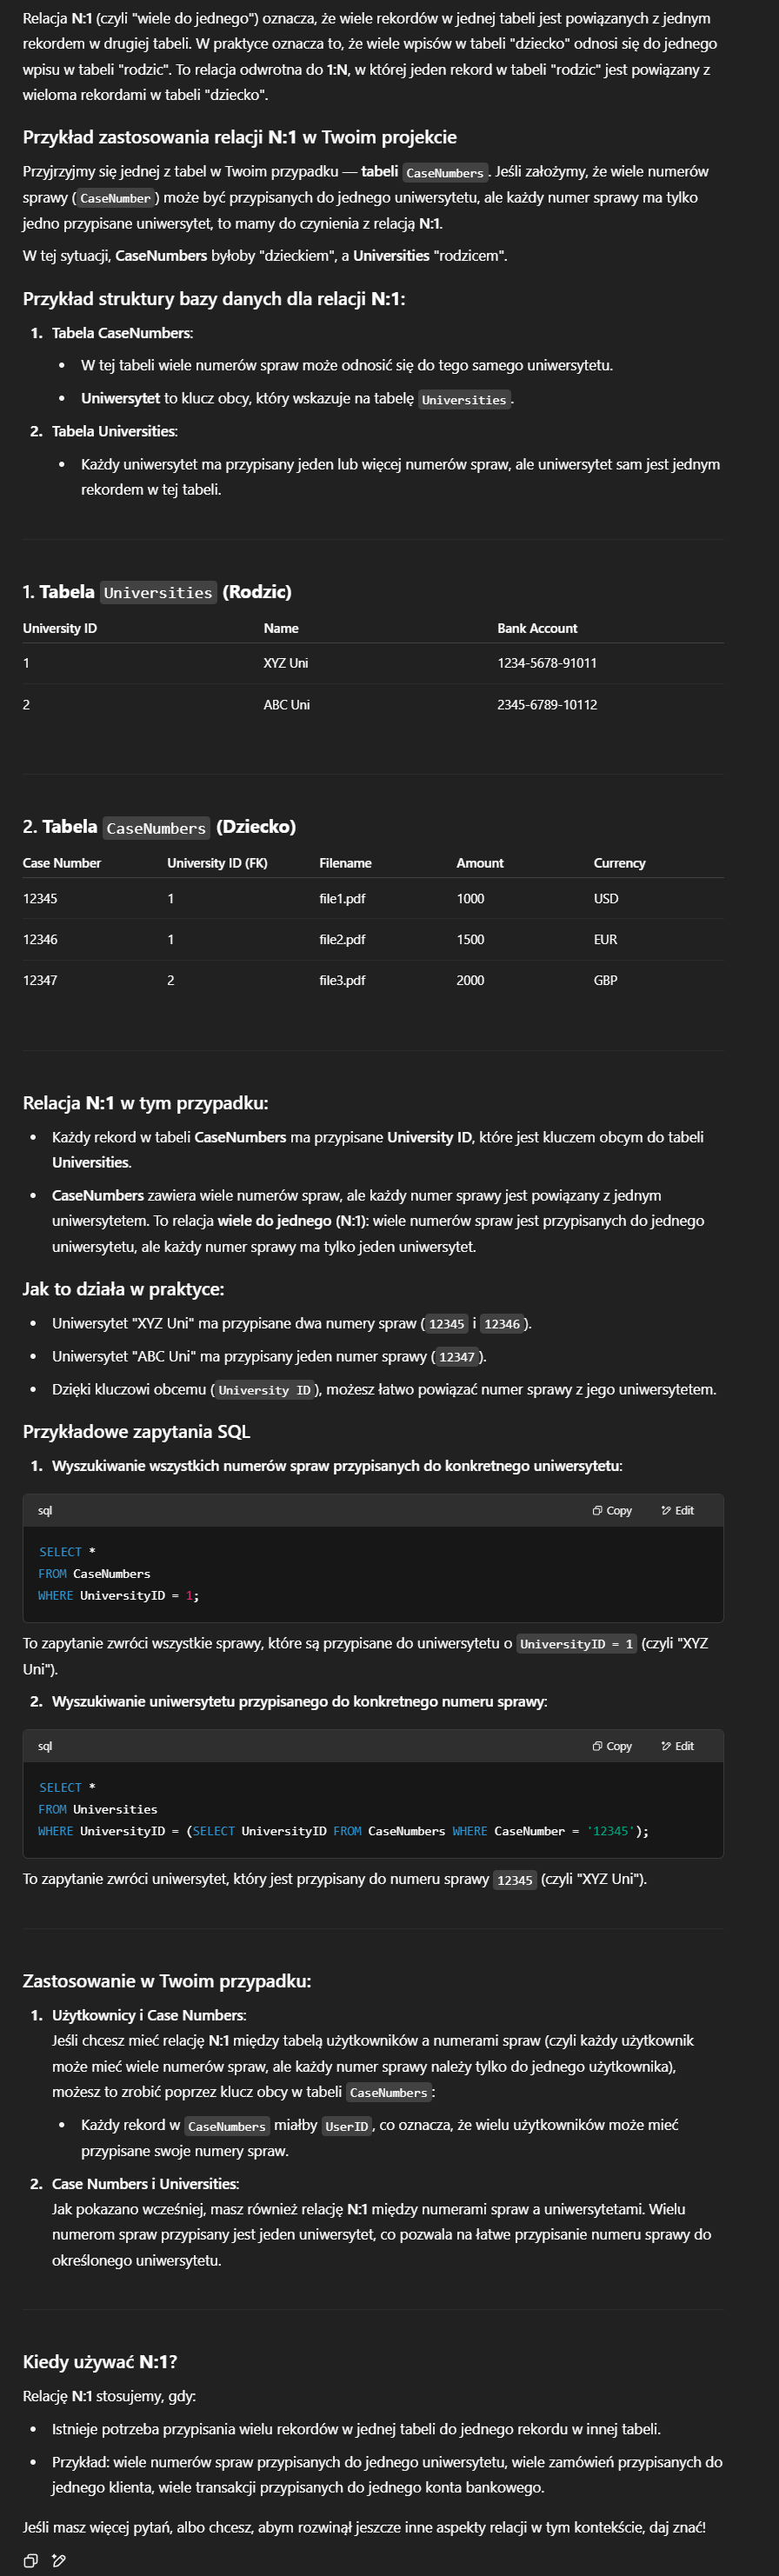 Relacja N:1 (czyli "wiele do jednego") oznacza, że wiele rekordów w jednej tabeli jest powiązanych z jednym
rekordem w drugiej tabeli. W praktyce oznacza to, że wiele wpisów w tabeli "dziecko" odnosi się do jednego
wpisu w tabeli "rodzic". To relacja odwrotna do 1:N, w której jeden rekord w tabeli "rodzic" jest powiązany z
wieloma rekordami w tabeli "dziecko".
Przykład zastosowania relacji N:1 w Twoim projekcie
Przyjrzyjmy się jednej z tabel w Twoim przypadku — tabeli CaseNumbers. Jeśli założymy, że wiele numerów
sprawy (CaseNumber) może być przypisanych do jednego uniwersytetu, ale każdy numer sprawy ma tylko
jedno przypisane uniwersytet, to mamy do czynienia z relacją N:1.
W tej sytuacji, CaseNumbers byłoby "dzieckiem", a Universities "rodzicem".
Przykład struktury bazy danych dla relacji N:1:
1. Tabela CaseNumbers:
• W tej tabeli wiele numerów spraw może odnosić się do tego samego uniwersytetu.
• Uniwersytet to klucz obcy, który wskazuje na tabelę Universities.
2. Tabela Universities:
• Każdy uniwersytet ma przypisany jeden lub więcej numerów spraw, ale uniwersytet sam jest jednym
rekordem w tej tabeli.
1. Tabela Universities (Rodzic)
University ID Name Bank Account
1 XYZ Uni 1234-5678-91011
2 ABC Uni 2345-6789-10112
2. Tabela CaseNumbers (Dziecko)
Case Number University ID (FK) Filename Amount Currency
12345 1 file1.pdf 1000 USD
12346 1 file2.pdf 1500 EUR
12347 2 file3.pdf 2000 GBP
Relacja N:1 w tym przypadku:
• Każdy rekord w tabeli CaseNumbers ma przypisane University ID, które jest kluczem obcym do tabeli
Universities.
• CaseNumbers zawiera wiele numerów spraw, ale każdy numer sprawy jest powiązany z jednym
uniwersytetem. To relacja wiele do jednego (N:1): wiele numerów spraw jest przypisanych do jednego
uniwersytetu, ale każdy numer sprawy ma tylko jeden uniwersytet.
Jak to działa w praktyce:
• Uniwersytet "XYZ Uni" ma przypisane dwa numery spraw (12345 i 12346).
• Uniwersytet "ABC Uni" ma przypisany jeden numer sprawy (12347).
• Dzięki kluczowi obcemu (University ID), możesz łatwo powiązać numer sprawy z jego uniwersytetem.
Przykładowe zapytania SQL
1. Wyszukiwanie wszystkich numerów spraw przypisanych do konkretnego uniwersytetu:
sql Copy Edit
SELECT *
FROM CaseNumbers
WHERE UniversityID = 1;
To zapytanie zwróci wszystkie sprawy, które są przypisane do uniwersytetu o UniversityID = 1 (czyli "XYZ
Uni").
2. Wyszukiwanie uniwersytetu przypisanego do konkretnego numeru sprawy:
sql Copy Edit
SELECT *
FROM Universities
WHERE UniversityID = (SELECT UniversityID FROM CaseNumbers WHERE CaseNumber = '12345');
To zapytanie zwróci uniwersytet, który jest przypisany do numeru sprawy 12345 (czyli "XYZ Uni").
Zastosowanie w Twoim przypadku:
1. Użytkownicy i Case Numbers:
Jeśli chcesz mieć relację N:1 między tabelą użytkowników a numerami spraw (czyli każdy użytkownik
może mieć wiele numerów spraw, ale każdy numer sprawy należy tylko do jednego użytkownika),
możesz to zrobić poprzez klucz obcy w tabeli CaseNumbers:
• Każdy rekord w CaseNumbers miałby UserID, co oznacza, że wielu użytkowników może mieć
przypisane swoje numery spraw.
2. Case Numbers i Universities:
Jak pokazano wcześniej, masz również relację N:1 między numerami spraw a uniwersytetami. Wielu
numerom spraw przypisany jest jeden uniwersytet, co pozwala na łatwe przypisanie numeru sprawy do
określonego uniwersytetu.
Kiedy używać N:1?
Relację N:1 stosujemy, gdy:
• Istnieje potrzeba przypisania wielu rekordów w jednej tabeli do jednego rekordu w innej tabeli.
• Przykład: wiele numerów spraw przypisanych do jednego uniwersytetu, wiele zamówień przypisanych do
jednego klienta, wiele transakcji przypisanych do jednego konta bankowego.
Jeśli masz więcej pytań, albo chcesz, abym rozwinął jeszcze inne aspekty relacji w tym kontekście, daj znać!